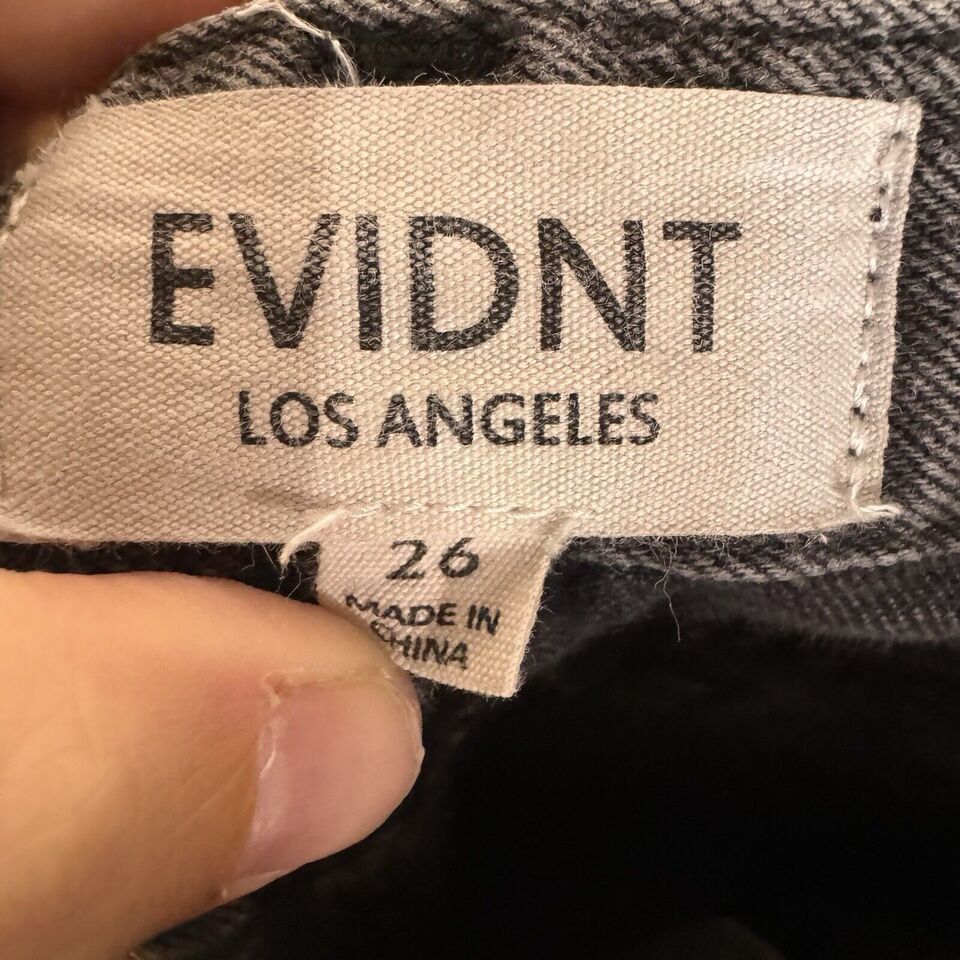 EVIDNT
LOS ANGELES
26
MADE IN
CHINA